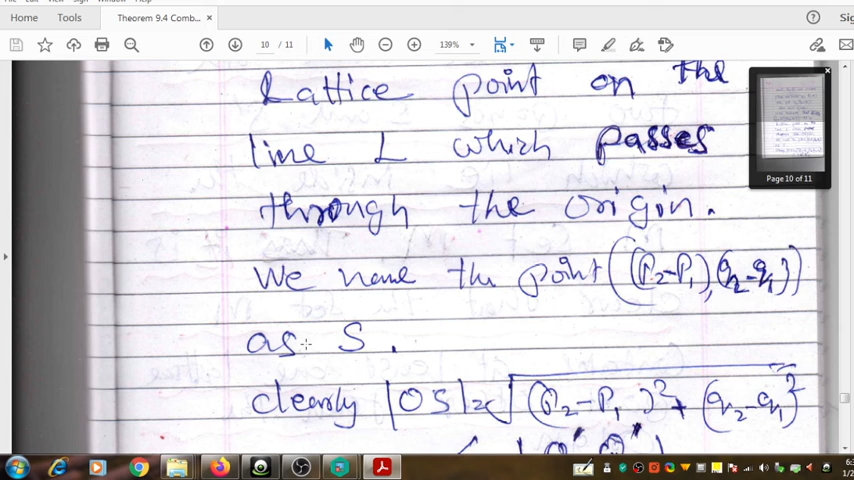 Home Tools Theorem 9.4 Comb... × Sig
10 / 11 139%
Lattice point on the
line L which passes
through the origin.
We name the point ((P₂-P₁),(q₂-q₁))
as S.
clearly |OS|=√(P₂-P₁)²+(q₂-q₁)²
Page 10 of 11